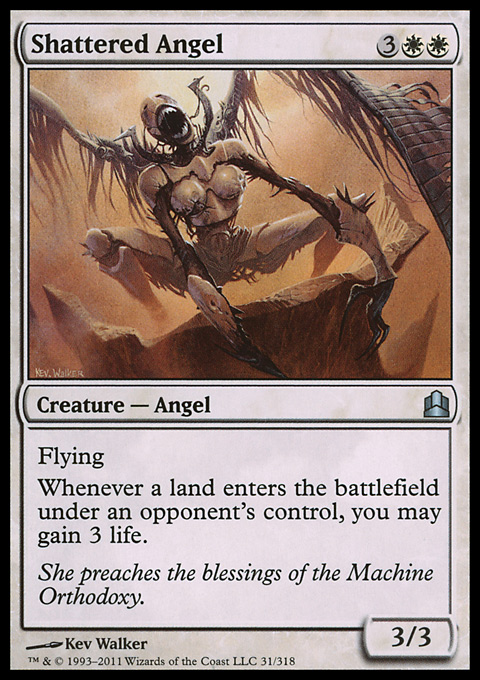 Shattered Angel 3
KEV. WALKER
Creature — Angel
Flying
Whenever a land enters the battlefield
under an opponent's control, you may
gain 3 life.
She preaches the blessings of the Machine
Orthodoxy.
Kev Walker
3/3
™ & © 1993–2011 Wizards of the Coast LLC 31/318